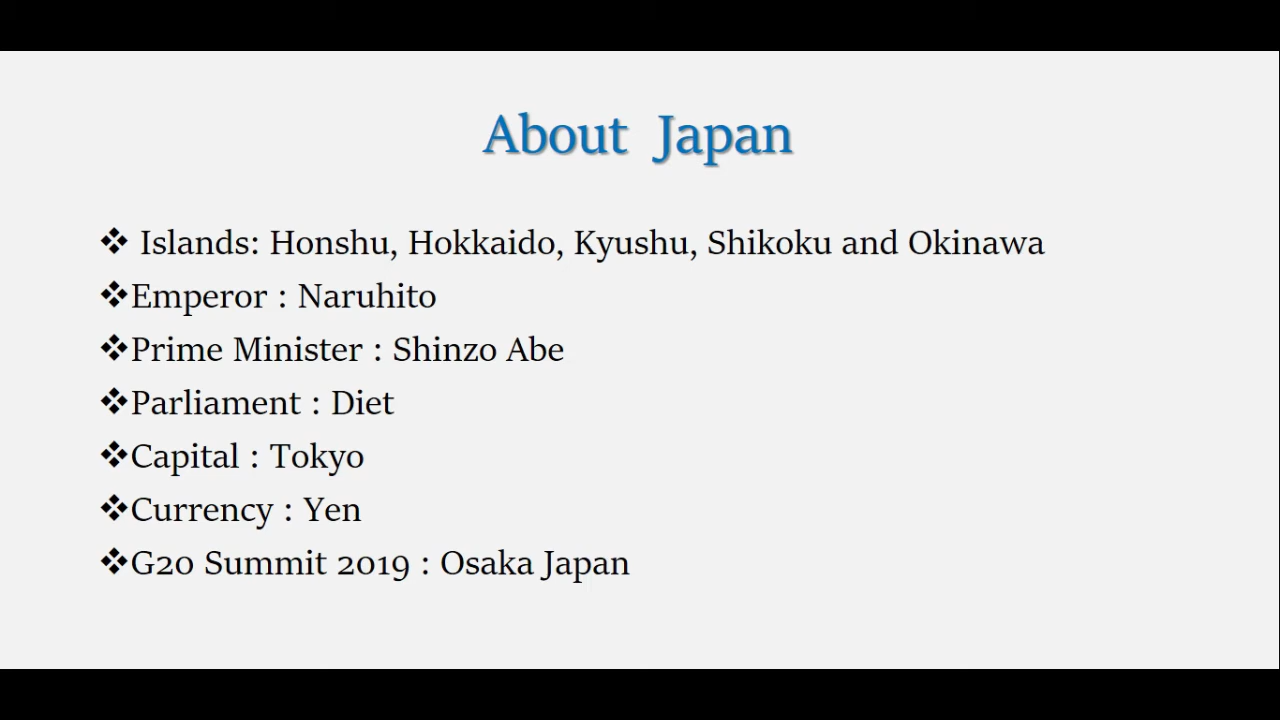 About Japan
❖ Islands: Honshu, Hokkaido, Kyushu, Shikoku and Okinawa
❖Emperor : Naruhito
❖Prime Minister : Shinzo Abe
❖Parliament : Diet
❖Capital : Tokyo
❖Currency : Yen
❖G20 Summit 2019 : Osaka Japan